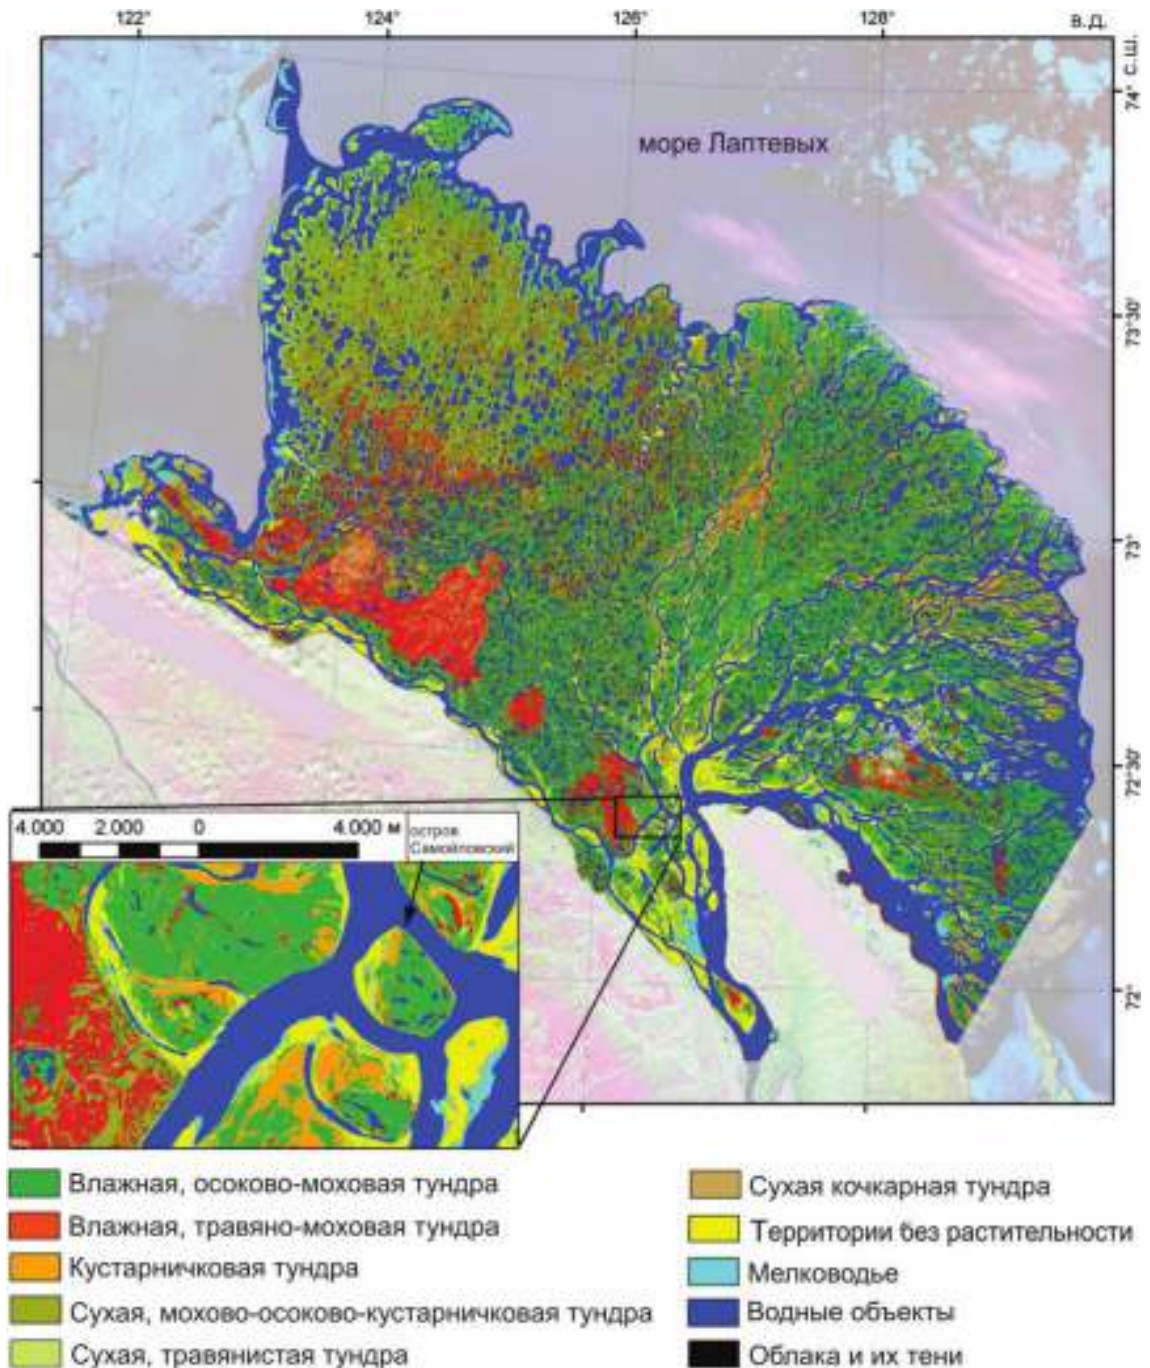 122° 124° 126° 128° в.д.
74° с.ш.
море Лаптевых
73°30'
73°
72°30'
72°
4.000 2.000 0 4.000 м
остров
Самойловский
Влажная, осоково-моховая тундра
Влажная, травяно-моховая тундра
Кустарничковая тундра
Сухая, мохово-осоково-кустарничковая тундра
Сухая, травянистая тундра
Сухая кочкарная тундра
Территории без растительности
Мелководье
Водные объекты
Облака и их тени